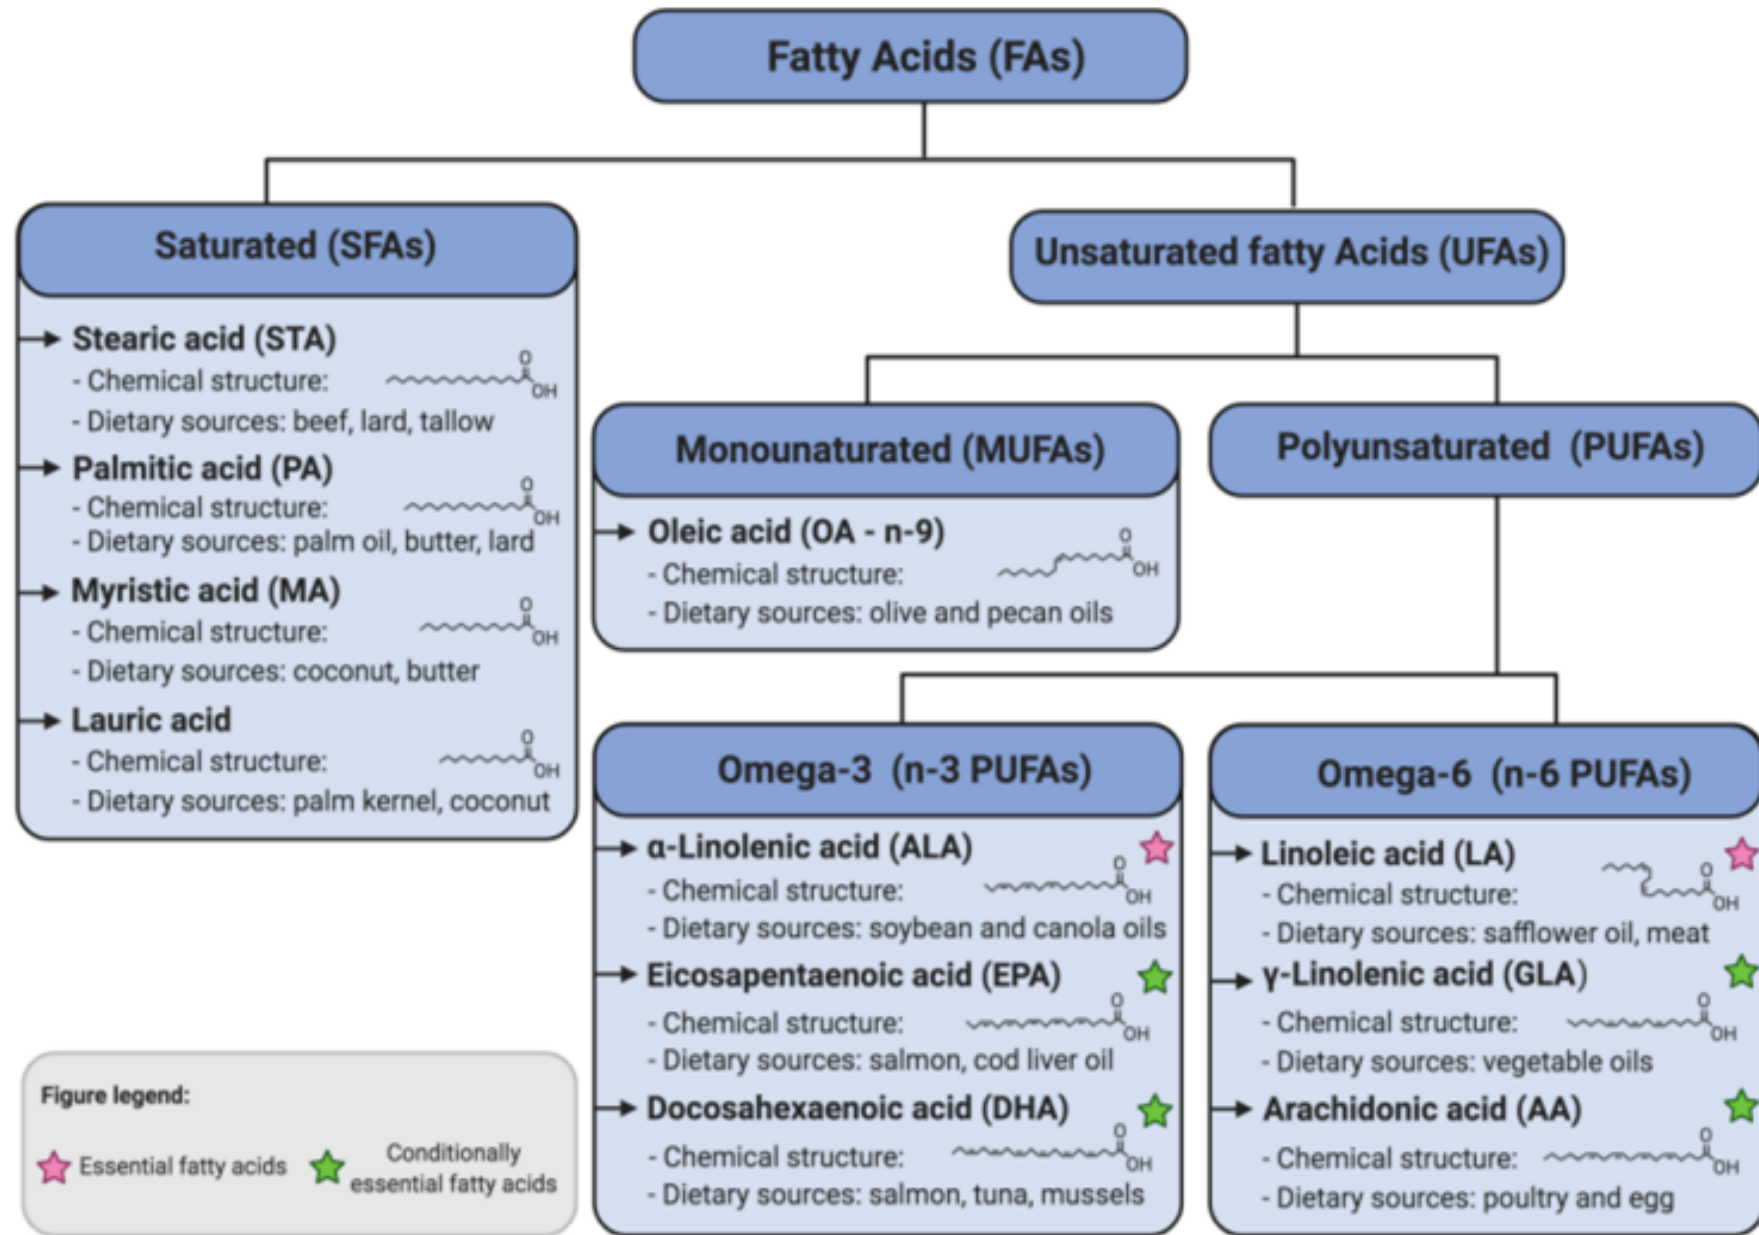 Fatty Acids (FAs)
Saturated (SFAs)
Stearic acid (STA)
- Chemical structure:
O
OH
- Dietary sources: beef, lard, tallow
Palmitic acid (PA)
- Chemical structure:
O
OH
- Dietary sources: palm oil, butter, lard
Myristic acid (MA)
- Chemical structure:
O
OH
- Dietary sources: coconut, butter
Lauric acid
- Chemical structure:
O
OH
- Dietary sources: palm kernel, coconut
Unsaturated fatty Acids (UFAs)
Monounaturated (MUFAs)
Oleic acid (OA - n-9)
- Chemical structure:
O
OH
- Dietary sources: olive and pecan oils
Polyunsaturated (PUFAs)
Omega-3 (n-3 PUFAs)
α-Linolenic acid (ALA)
- Chemical structure:
O
OH
- Dietary sources: soybean and canola oils
Eicosapentaenoic acid (EPA)
- Chemical structure:
O
OH
- Dietary sources: salmon, cod liver oil
Docosahexaenoic acid (DHA)
- Chemical structure:
O
OH
- Dietary sources: salmon, tuna, mussels
Omega-6 (n-6 PUFAs)
Linoleic acid (LA)
- Chemical structure:
O
OH
- Dietary sources: safflower oil, meat
γ-Linolenic acid (GLA)
- Chemical structure:
O
OH
- Dietary sources: vegetable oils
Arachidonic acid (AA)
- Chemical structure:
O
OH
- Dietary sources: poultry and egg
Figure legend:
Essential fatty acids
Conditionally
essential fatty acids